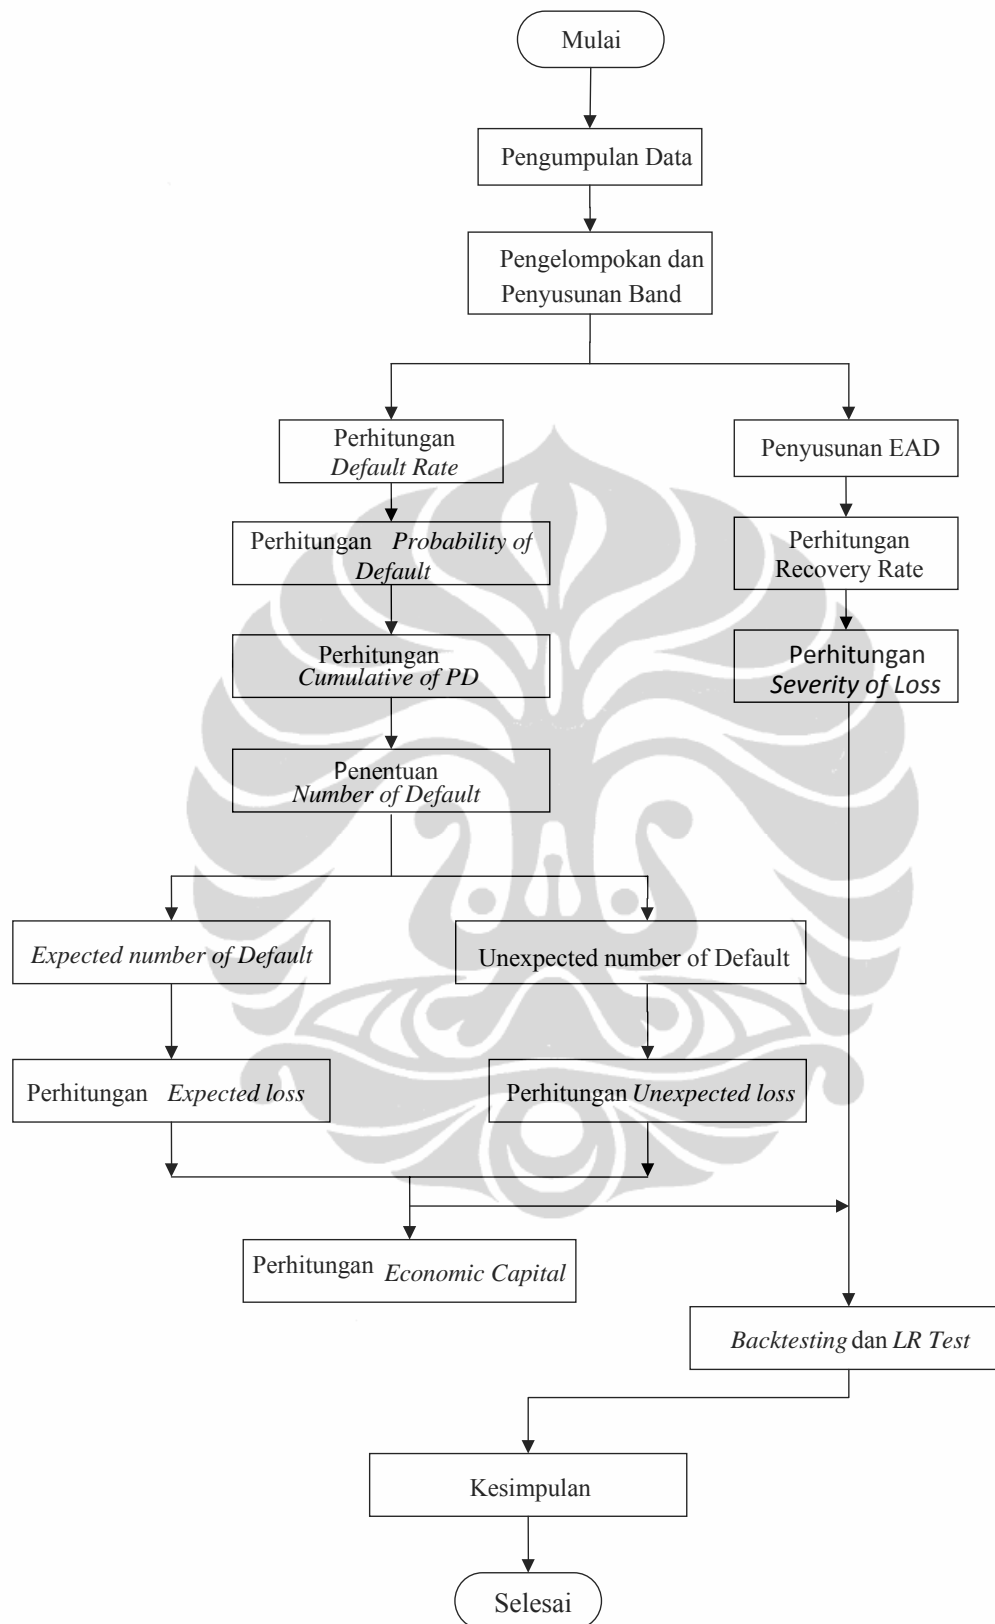 Mulai
Pengumpulan Data
Pengelompokan dan
Penyusunan Band
Perhitungan
Default Rate
Penyusunan EAD
Perhitungan Probability of
Default
Perhitungan
Recovery Rate
Perhitungan
Cumulative of PD
Perhitungan
Severity of Loss
Penentuan
Number of Default
Expected number of Default
Unexpected number of Default
Perhitungan Expected loss
Perhitungan Unexpected loss
Perhitungan Economic Capital
Backtesting dan LR Test
Kesimpulan
Selesai